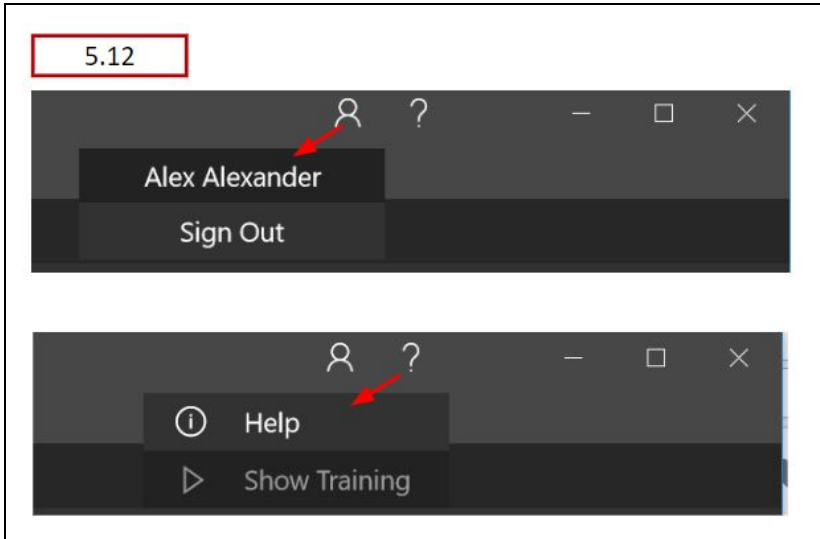 5.12
?
Alex Alexander
Sign Out
?
Help
Show Training